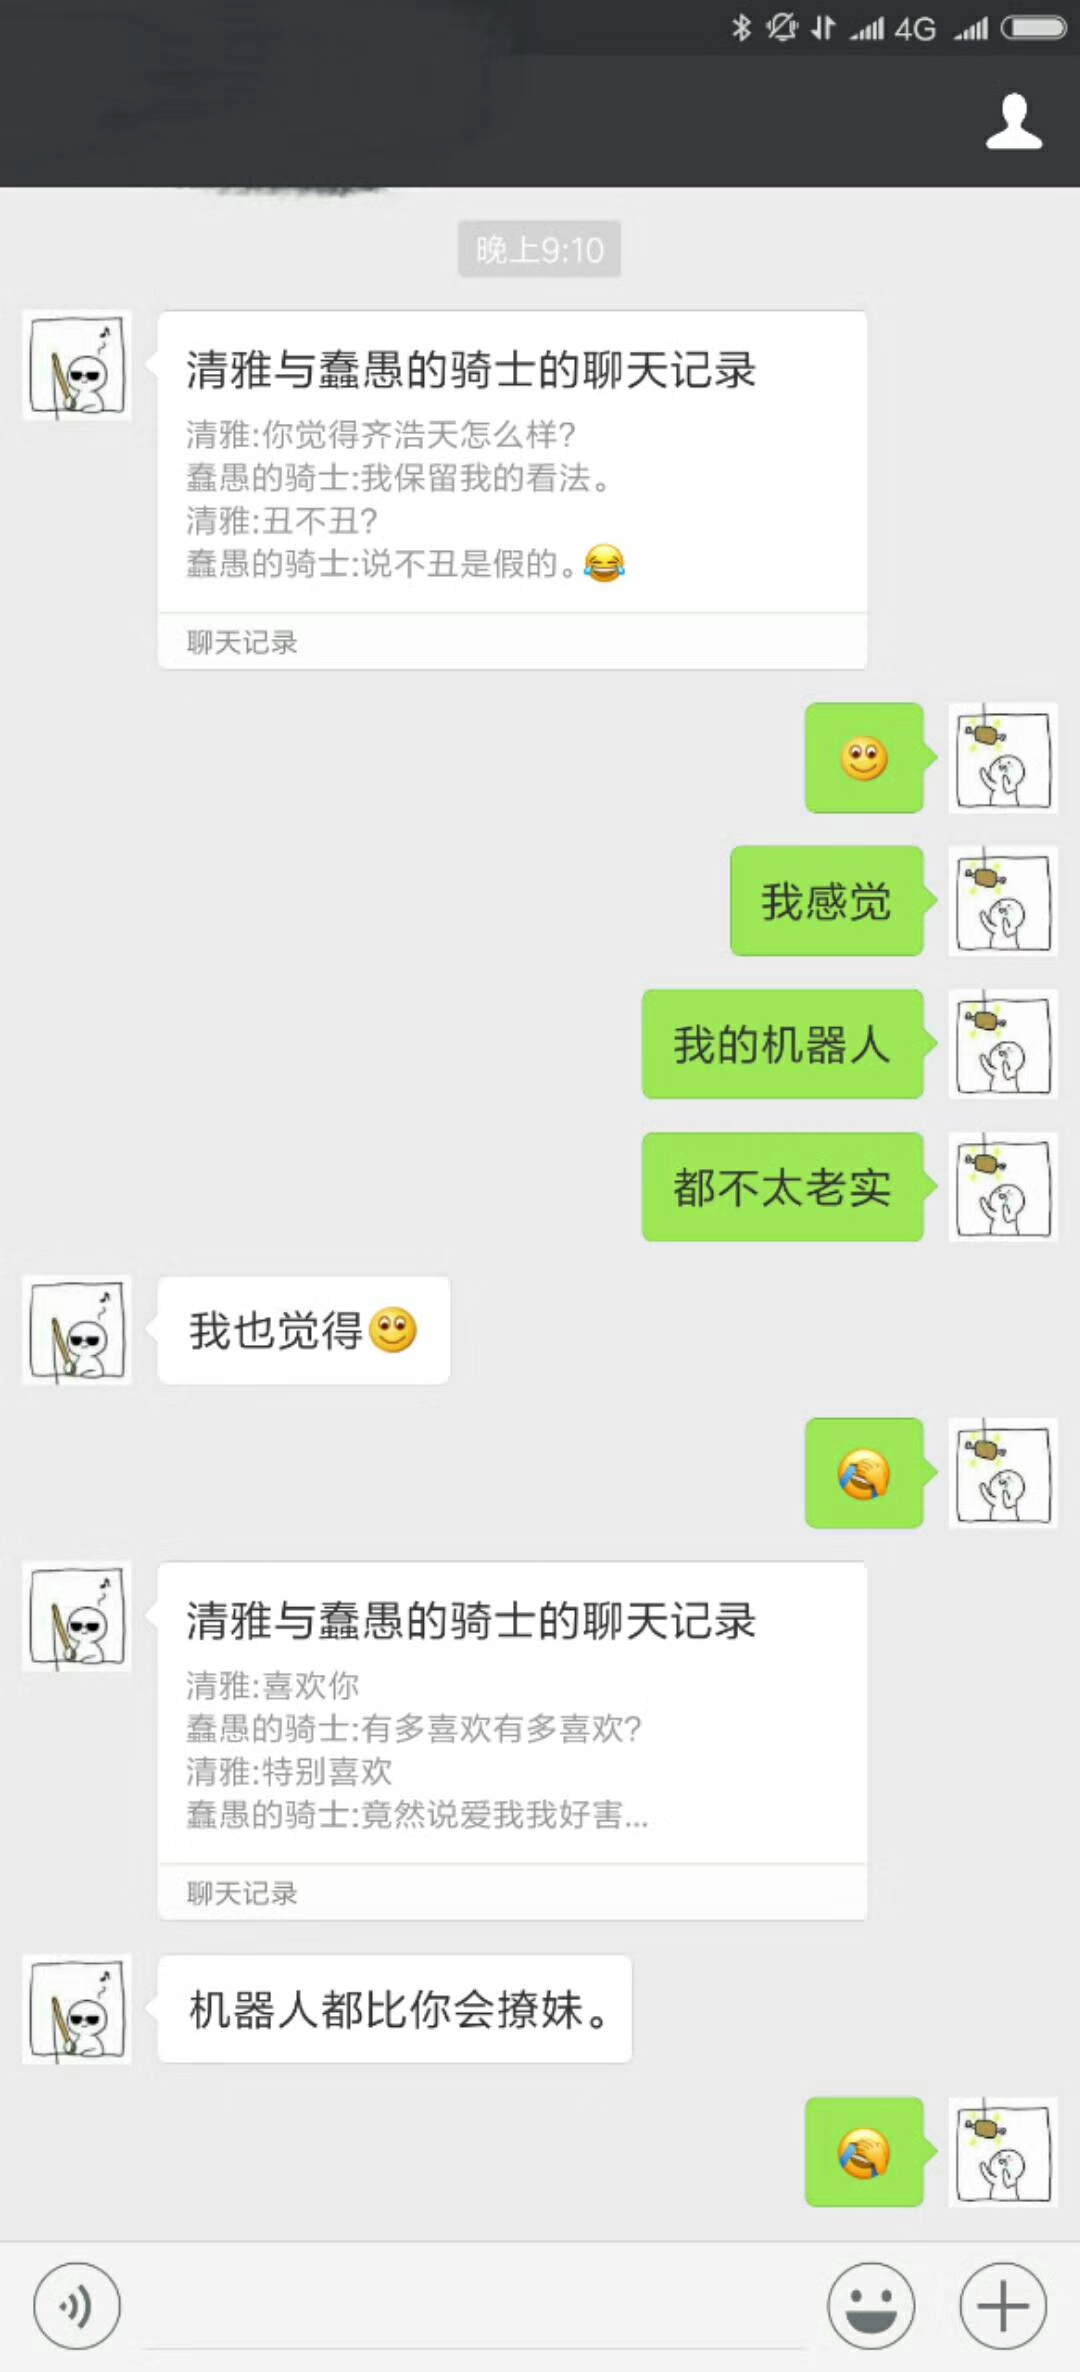 4G
晚上9:10
清雅与蠢愚的骑士的聊天记录
清雅:你觉得齐浩天怎么样?
蠢愚的骑士:我保留我的看法。
清雅:丑不丑?
蠢愚的骑士:说不丑是假的。😂
聊天记录
🙂
我感觉
我的机器人
都不太老实
我也觉得🙂
🤦
清雅与蠢愚的骑士的聊天记录
清雅:喜欢你
蠢愚的骑士:有多喜欢有多喜欢?
清雅:特别喜欢
蠢愚的骑士:竟然说爱我我好害...
聊天记录
机器人都比你会撩妹。
🤦